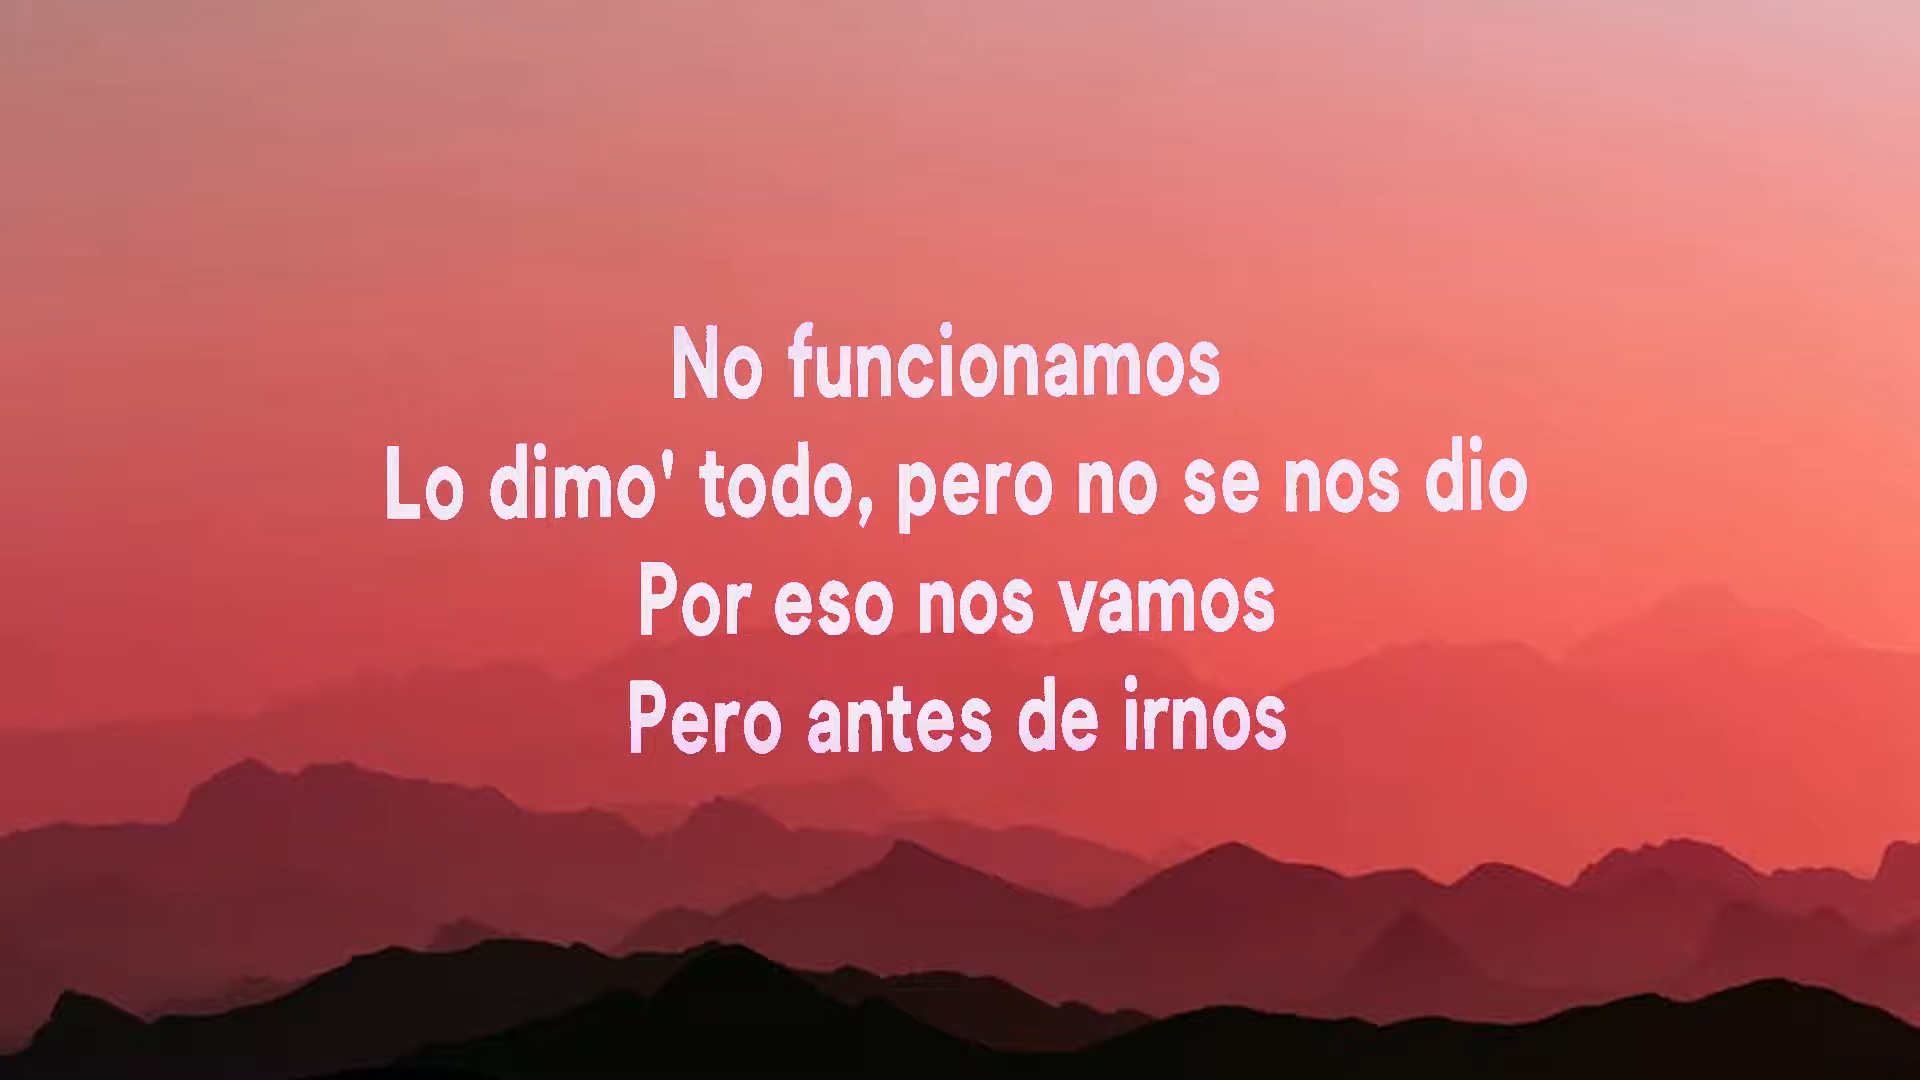 No funcionamos
Lo dimo' todo, pero no se nos dio
Por eso nos vamos
Pero antes de irnos